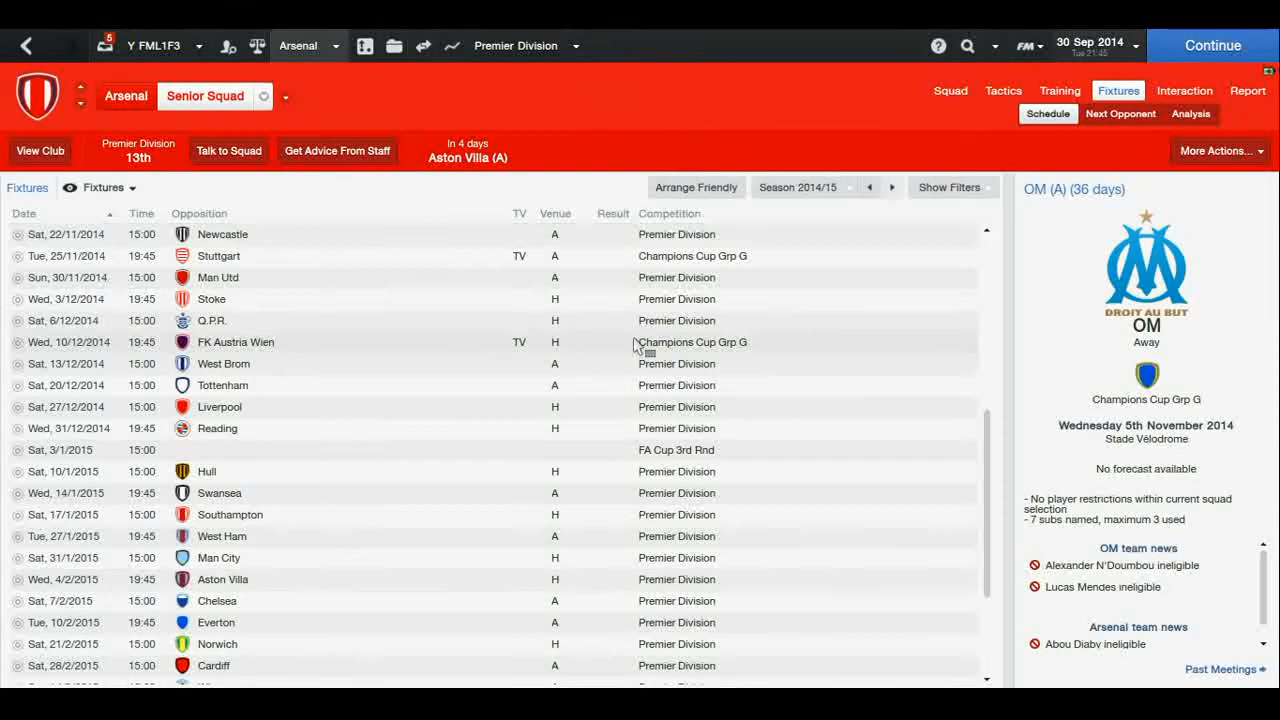 5
Y FML1F3
Arsenal
Premier Division
FM
30 Sep 2014
Tue 21:45
Continue
Arsenal
Senior Squad
Squad
Tactics
Training
Fixtures
Interaction
Report
Schedule
Next Opponent
Analysis
View Club
Premier Division
13th
Talk to Squad
Get Advice From Staff
In 4 days
Aston Villa (A)
More Actions...
Fixtures
Fixtures
Arrange Friendly
Season 2014/15
Show Filters
Date Time Opposition TV Venue Result Competition
Sat, 22/11/2014 15:00 Newcastle A Premier Division
Tue, 25/11/2014 19:45 Stuttgart TV A Champions Cup Grp G
Sun, 30/11/2014 15:00 Man Utd A Premier Division
Wed, 3/12/2014 19:45 Stoke H Premier Division
Sat, 6/12/2014 15:00 Q.P.R. H Premier Division
Wed, 10/12/2014 19:45 FK Austria Wien TV H Champions Cup Grp G
Sat, 13/12/2014 15:00 West Brom A Premier Division
Sat, 20/12/2014 15:00 Tottenham A Premier Division
Sat, 27/12/2014 15:00 Liverpool H Premier Division
Wed, 31/12/2014 19:45 Reading H Premier Division
Sat, 3/1/2015 15:00 FA Cup 3rd Rnd
Sat, 10/1/2015 15:00 Hull H Premier Division
Wed, 14/1/2015 19:45 Swansea A Premier Division
Sat, 17/1/2015 15:00 Southampton H Premier Division
Tue, 27/1/2015 19:45 West Ham A Premier Division
Sat, 31/1/2015 15:00 Man City H Premier Division
Wed, 4/2/2015 19:45 Aston Villa H Premier Division
Sat, 7/2/2015 15:00 Chelsea A Premier Division
Tue, 10/2/2015 19:45 Everton A Premier Division
Sat, 21/2/2015 15:00 Norwich H Premier Division
Sat, 28/2/2015 15:00 Cardiff A Premier Division
OM (A) (36 days)
DROIT AU BUT
OM
Away
Champions Cup Grp G
Wednesday 5th November 2014
Stade Vélodrome
No forecast available
- No player restrictions within current squad
selection
- 7 subs named, maximum 3 used
OM team news
Alexander N'Doumbou ineligible
Lucas Mendes ineligible
Arsenal team news
Abou Diaby ineligible
Past Meetings